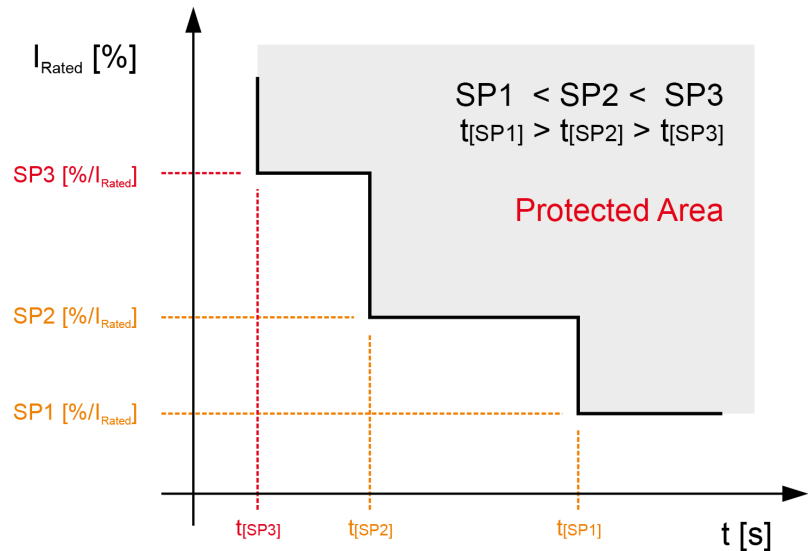 I Rated [%]
SP1 < SP2 < SP3
t[SP1] > t[SP2] > t[SP3]
SP3 [%/I Rated]
Protected Area
SP2 [%/I Rated]
SP1 [%/I Rated]
t[SP3] t[SP2] t[SP1]
t [s]